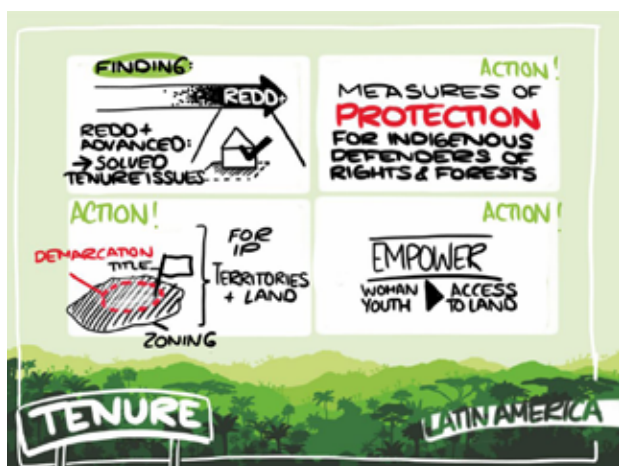 FINDING:
REDD+
REDD+
ADVANCED:
→ SOLVED
TENURE ISSUES
ACTION!
MEASURES OF
PROTECTION
FOR INDIGENOUS
DEFENDERS OF
RIGHTS & FORESTS
ACTION!
DEMARCATION
TITLE
ZONING
FOR
IP
TERRITORIES
+ LAND
ACTION!
EMPOWER
WOMAN
YOUTH
ACCESS
TO LAND
TENURE
LATIN AMERICA